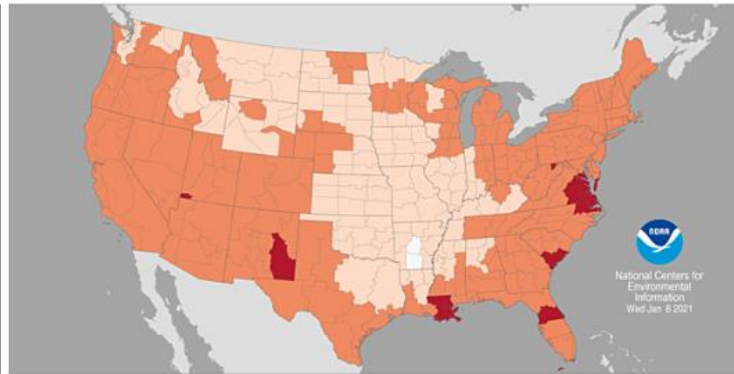 NOAA
National Centers for
Environmental
Information
Wed Jan 6 2021